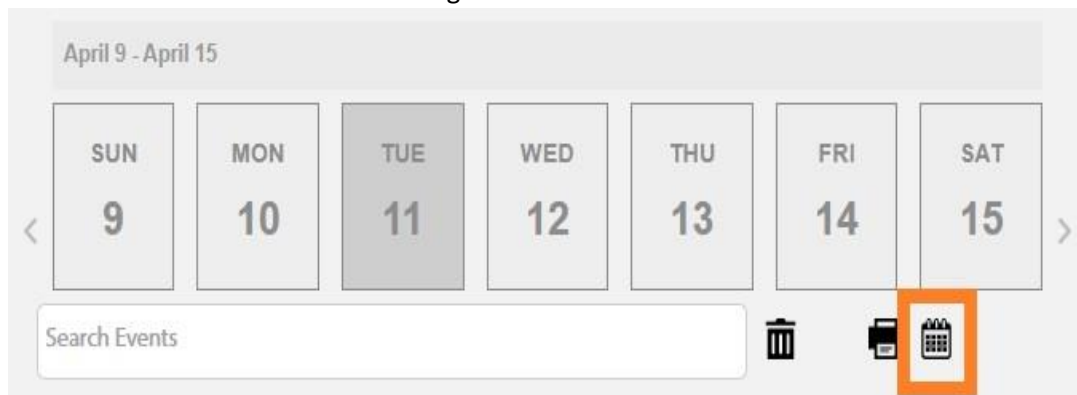 April 9 - April 15
SUN MON TUE WED THU FRI SAT
9 10 11 12 13 14 15
Search Events